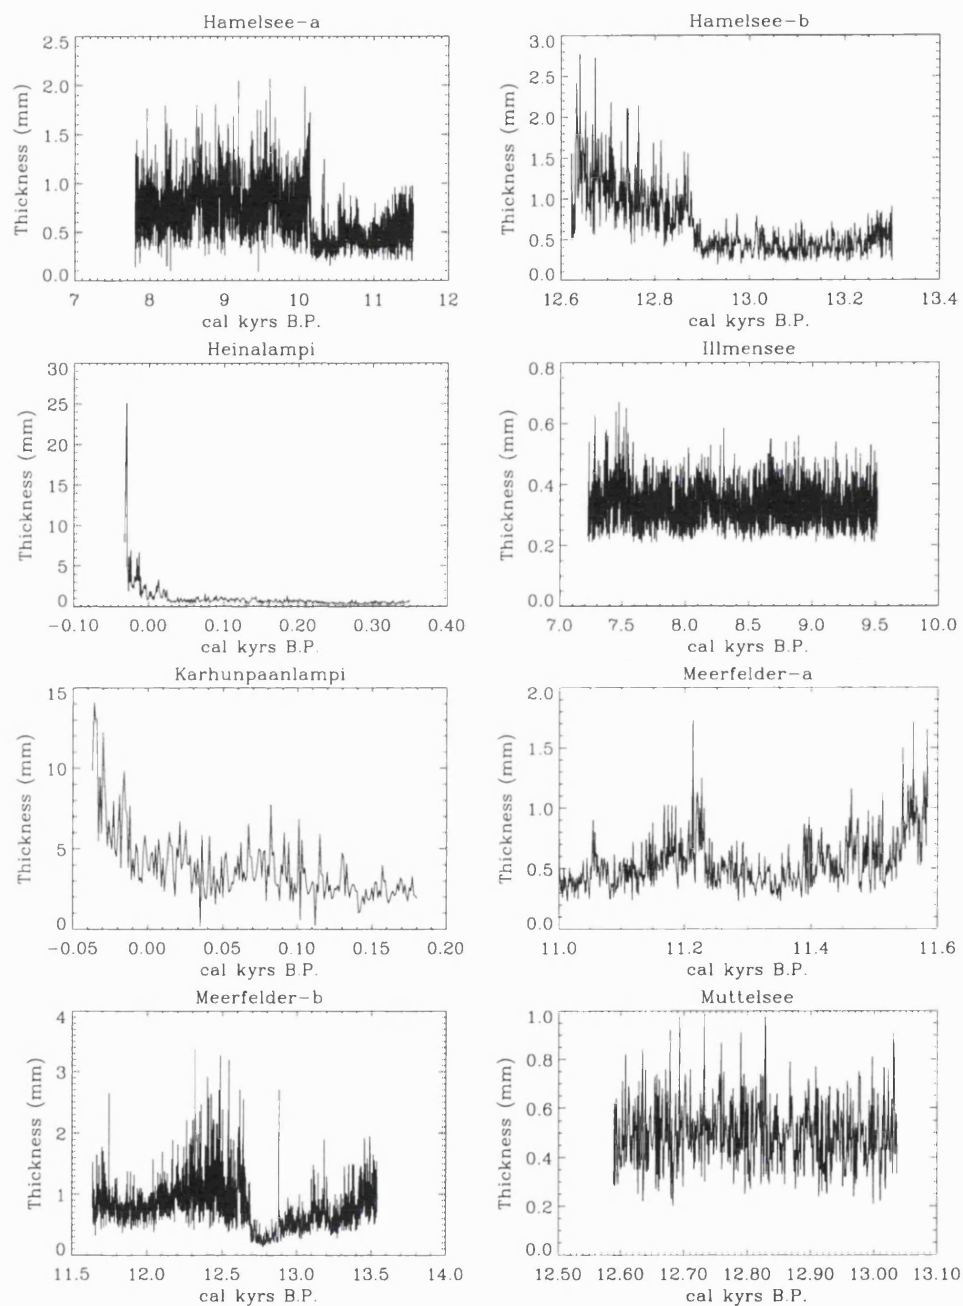 Hamelsee-a
Thickness (mm)
2.5
2.0
1.5
1.0
0.5
0.0
7 8 9 10 11 12
cal kyrs B.P.
Hamelsee-b
Thickness (mm)
3.0
2.5
2.0
1.5
1.0
0.5
0.0
12.6 12.8 13.0 13.2 13.4
cal kyrs B.P.
Heinalampi
Thickness (mm)
30
25
20
15
10
5
0
-0.10 0.00 0.10 0.20 0.30 0.40
cal kyrs B.P.
Illmensee
Thickness (mm)
0.8
0.6
0.4
0.2
0.0
7.0 7.5 8.0 8.5 9.0 9.5 10.0
cal kyrs B.P.
Karhunpaanlampi
Thickness (mm)
15
10
5
0
-0.05 0.00 0.05 0.10 0.15 0.20
cal kyrs B.P.
Meerfelder-a
Thickness (mm)
2.0
1.5
1.0
0.5
0.0
11.0 11.2 11.4 11.6
cal kyrs B.P.
Meerfelder-b
Thickness (mm)
4
3
2
1
0
11.5 12.0 12.5 13.0 13.5 14.0
cal kyrs B.P.
Muttelsee
Thickness (mm)
1.0
0.8
0.6
0.4
0.2
0.0
12.50 12.60 12.70 12.80 12.90 13.00 13.10
cal kyrs B.P.